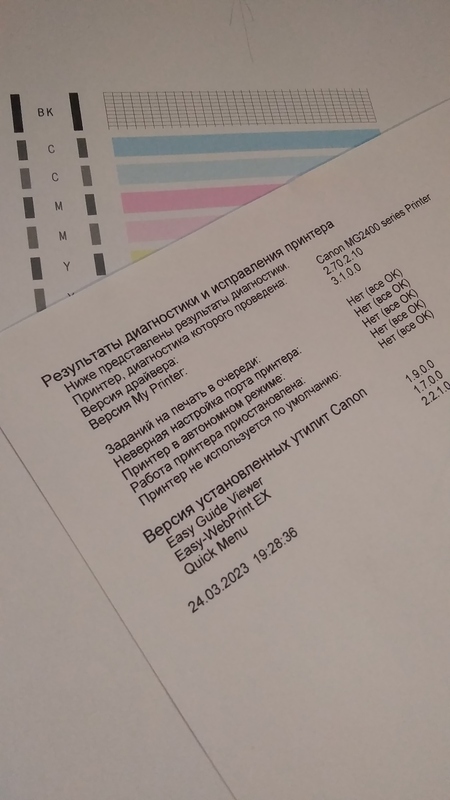 BK
C
C
M
M
Y
Результаты диагностики и исправления принтера
Ниже представлены результаты диагностики.
Принтер, диагностика которого проведена: Canon MG2400 series Printer
Версия драйвера: 2.70.2.10
Версия My Printer: 3.1.0.0
Заданий на печать в очереди: Нет (все ОК)
Неверная настройка порта принтера: Нет (все ОК)
Принтер в автономном режиме: Нет (все ОК)
Работа принтера приостановлена: Нет (все ОК)
Принтер не используется по умолчанию: Нет (все ОК)
Версия установленных утилит Canon
Easy Guide Viewer 1.9.0.0
Easy-WebPrint EX 1.7.0.0
Quick Menu 2.2.1.0
24.03.2023 19:28:36